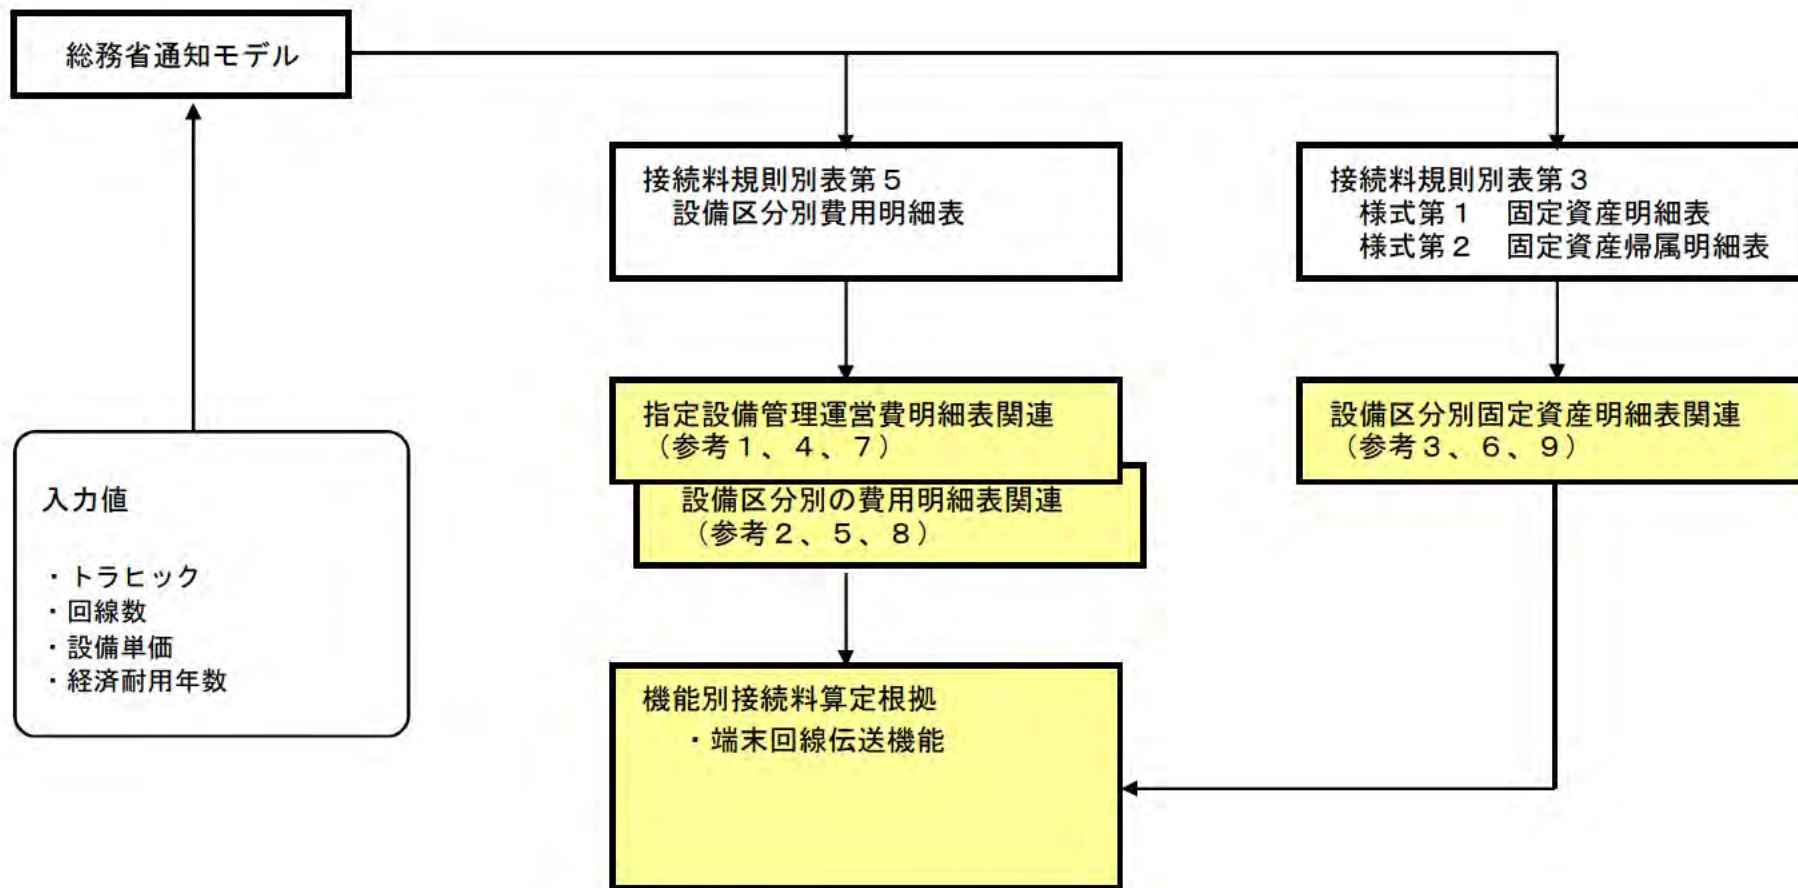 総務省通知モデル
接続料規則別表第5
設備区分別費用明細表
接続料規則別表第3
様式第1 固定資産明細表
様式第2 固定資産帰属明細表
指定設備管理運営費明細表関連
(参考1、4、7)
設備区分別の費用明細表関連
(参考2、5、8)
設備区分別固定資産明細表関連
(参考3、6、9)
入力値
・トラヒック
・回線数
・設備単価
・経済耐用年数
機能別接続料算定根拠
・端末回線伝送機能